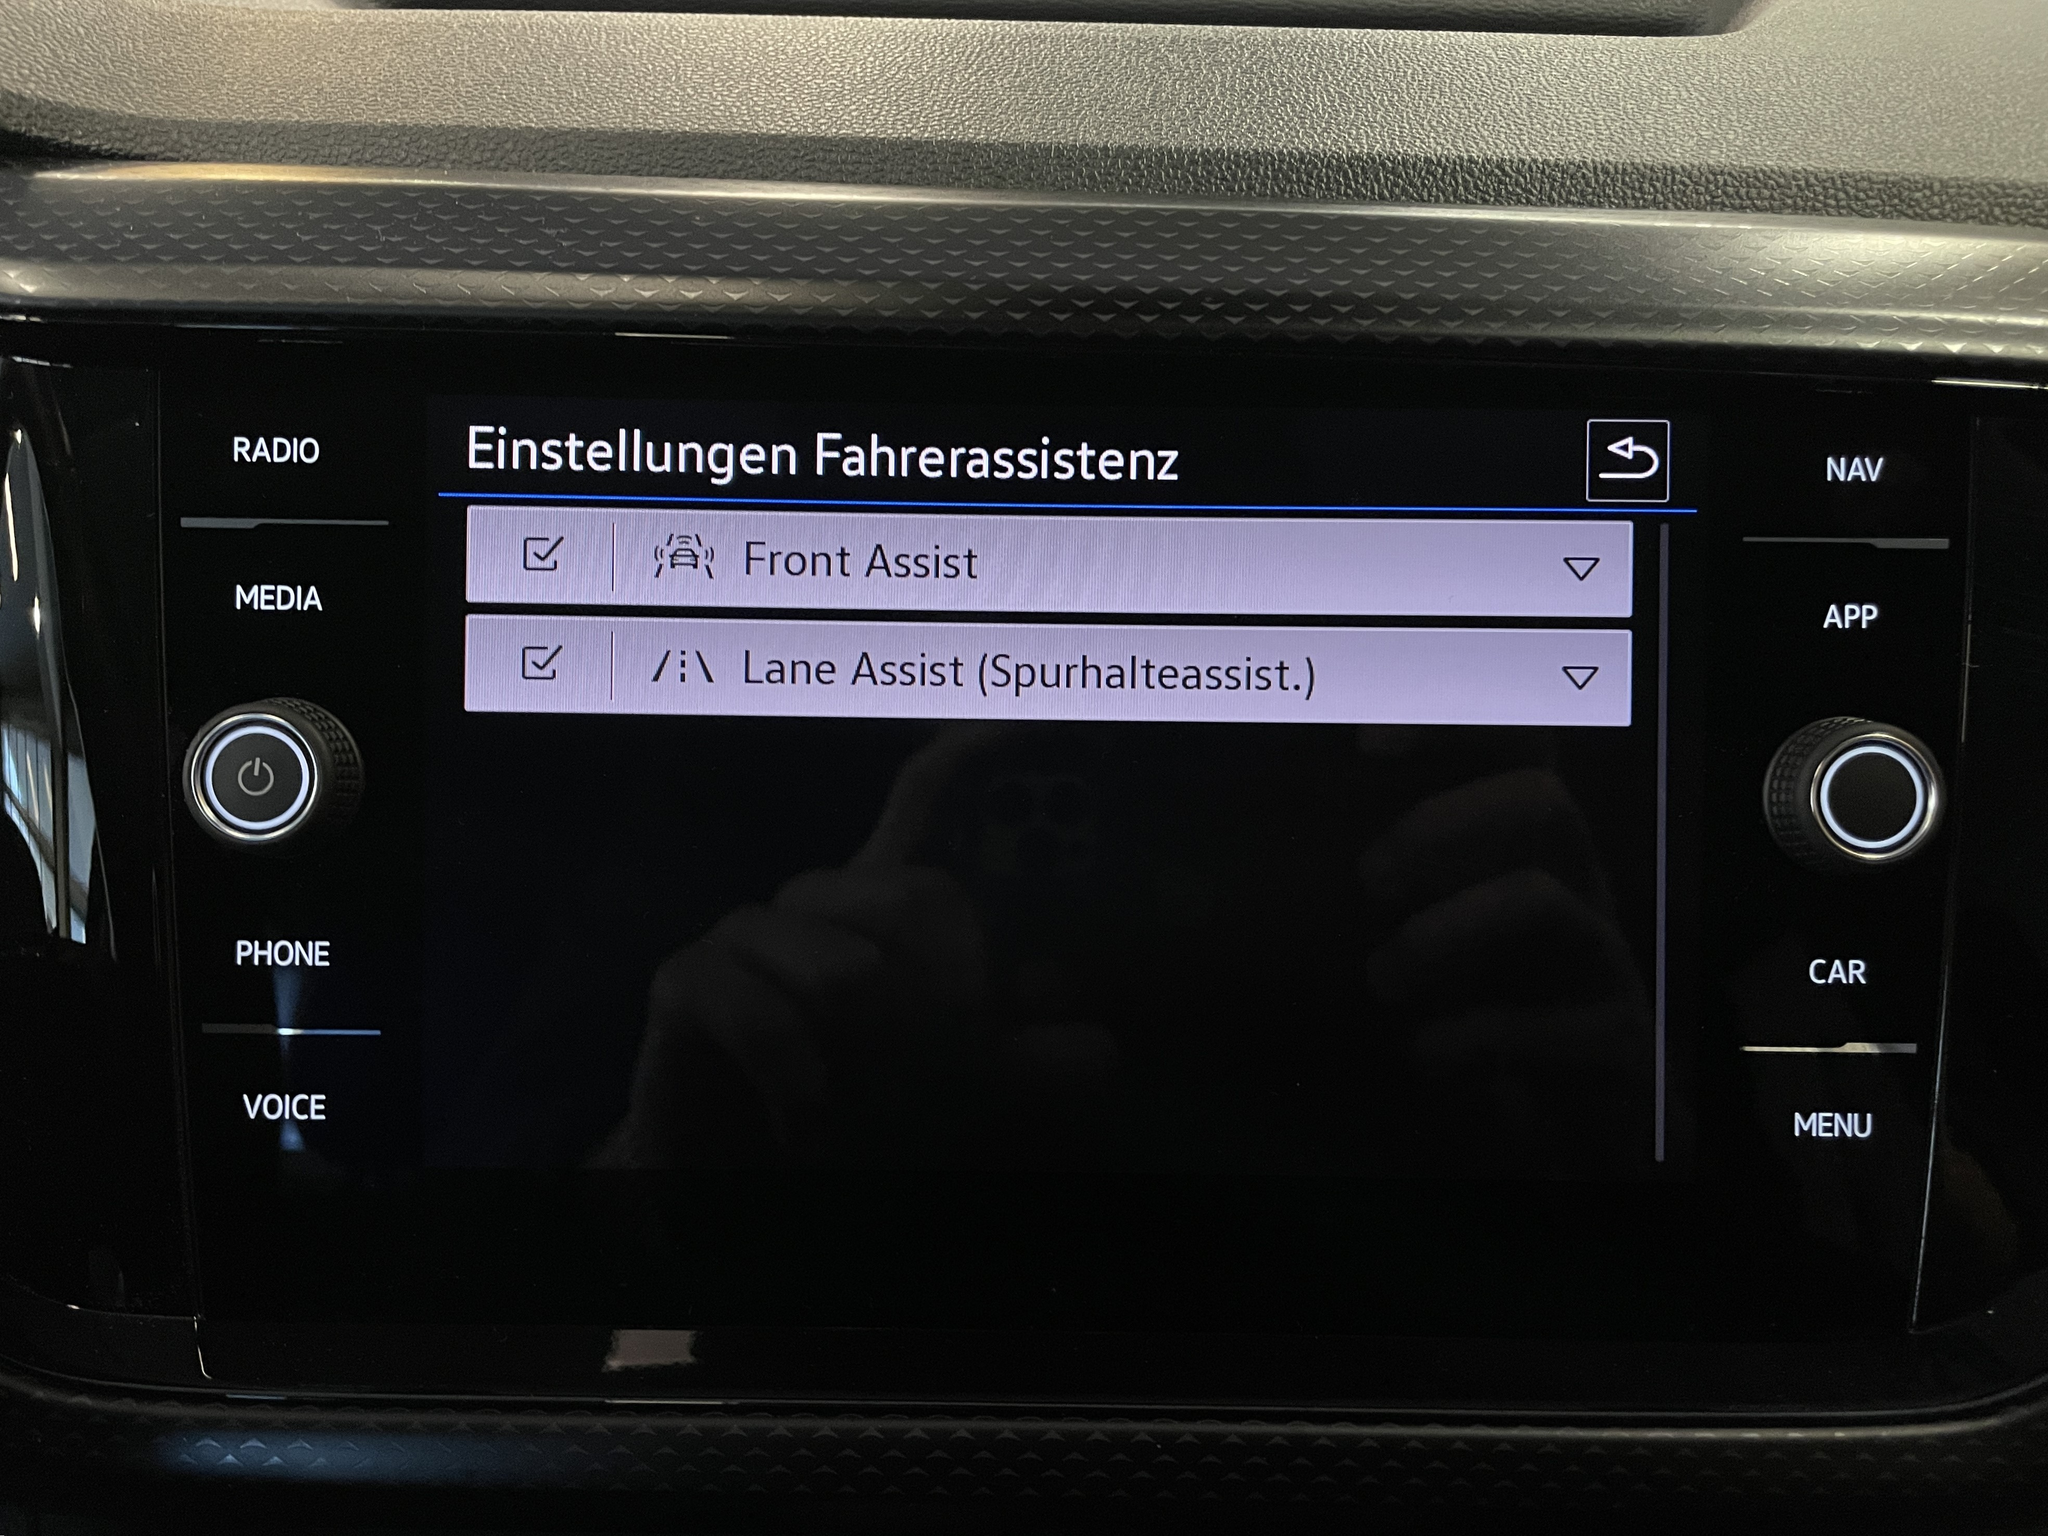 Einstellungen Fahrerassistenz
Front Assist
Lane Assist (Spurhalteassist.)
RADIO
MEDIA
PHONE
VOICE
NAV
APP
CAR
MENU